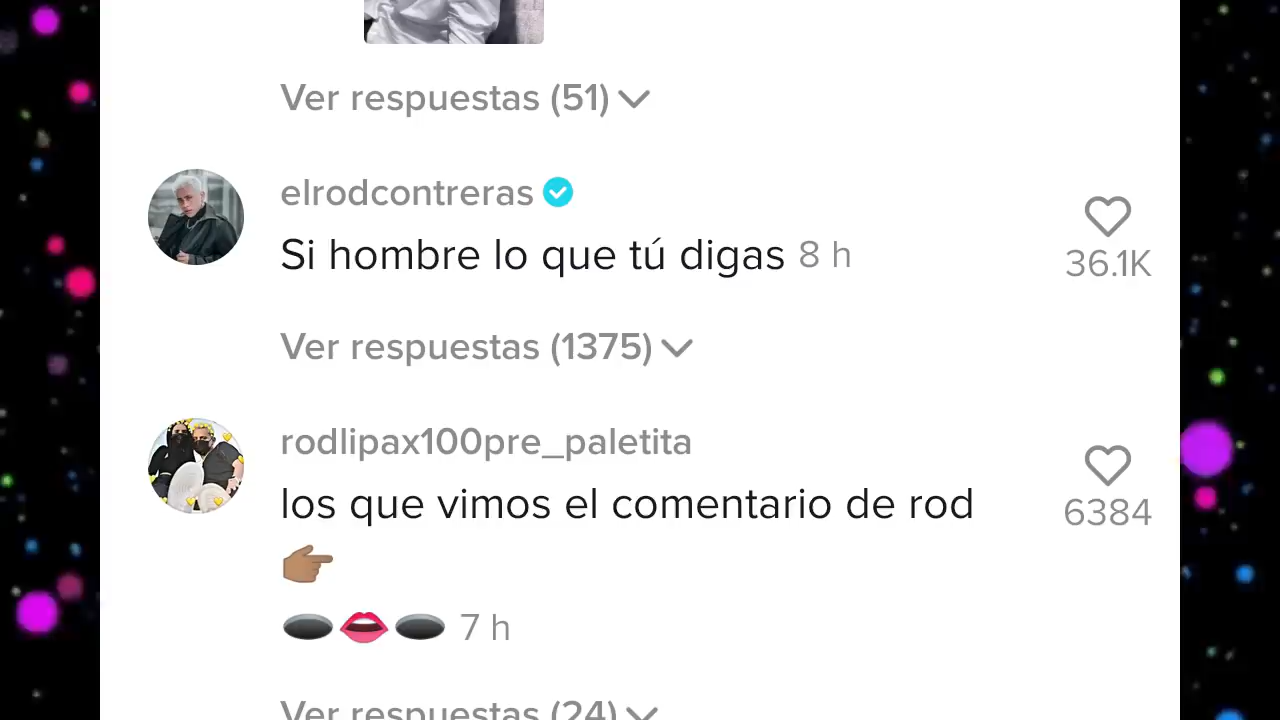 Ver respuestas (51)
elrodcontreras
Si hombre lo que tú digas 8 h
36.1K
Ver respuestas (1375)
rodlipax100pre_paletita
los que vimos el comentario de rod
6384
7 h
Ver respuestas (24)